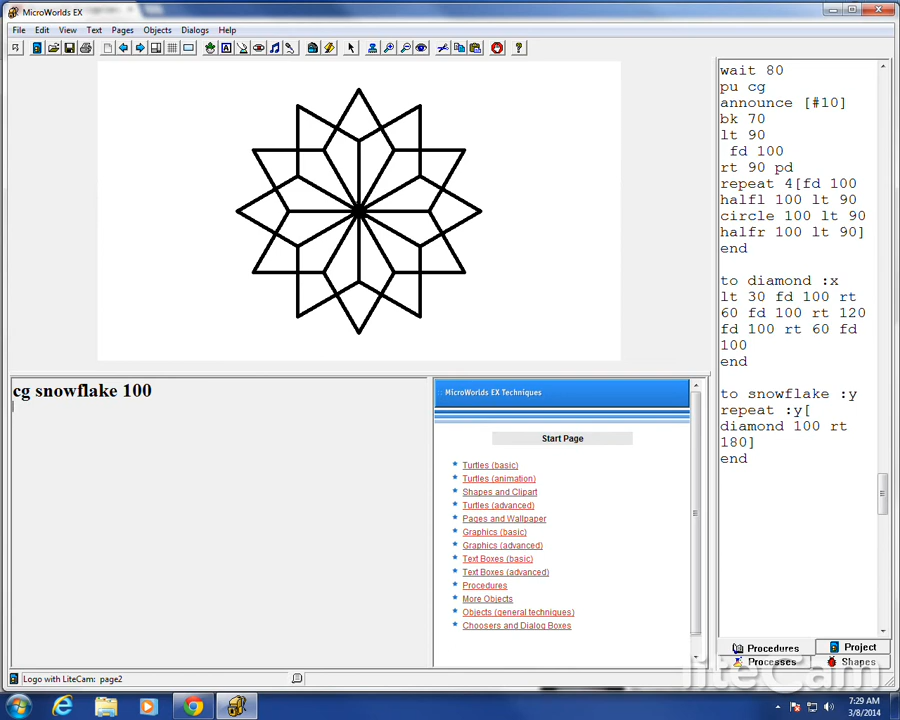 MicroWorlds EX
File Edit View Text Pages Objects Dialogs Help
wait 80
pu cg
announce [#10]
bk 70
lt 90
fd 100
rt 90 pd
repeat 4[fd 100
halfl 100 lt 90
circle 100 lt 90
halfr 100 lt 90]
end
to diamond :x
lt 30 fd 100 rt
60 fd 100 rt 120
fd 100 rt 60 fd
100
end
to snowflake :y
repeat :y[
diamond 100 rt
180]
end
cg snowflake 100
MicroWorlds EX Techniques
Start Page
Turtles (basic)
Turtles (animation)
Shapes and Clipart
Turtles (advanced)
Pages and Wallpaper
Graphics (basic)
Graphics (advanced)
Text Boxes (basic)
Text Boxes (advanced)
Procedures
More Objects
Objects (general techniques)
Choosers and Dialog Boxes
Procedures Project
Processes Shapes
liteCam
Logo with LiteCam: page2
7:29 AM
3/8/2014